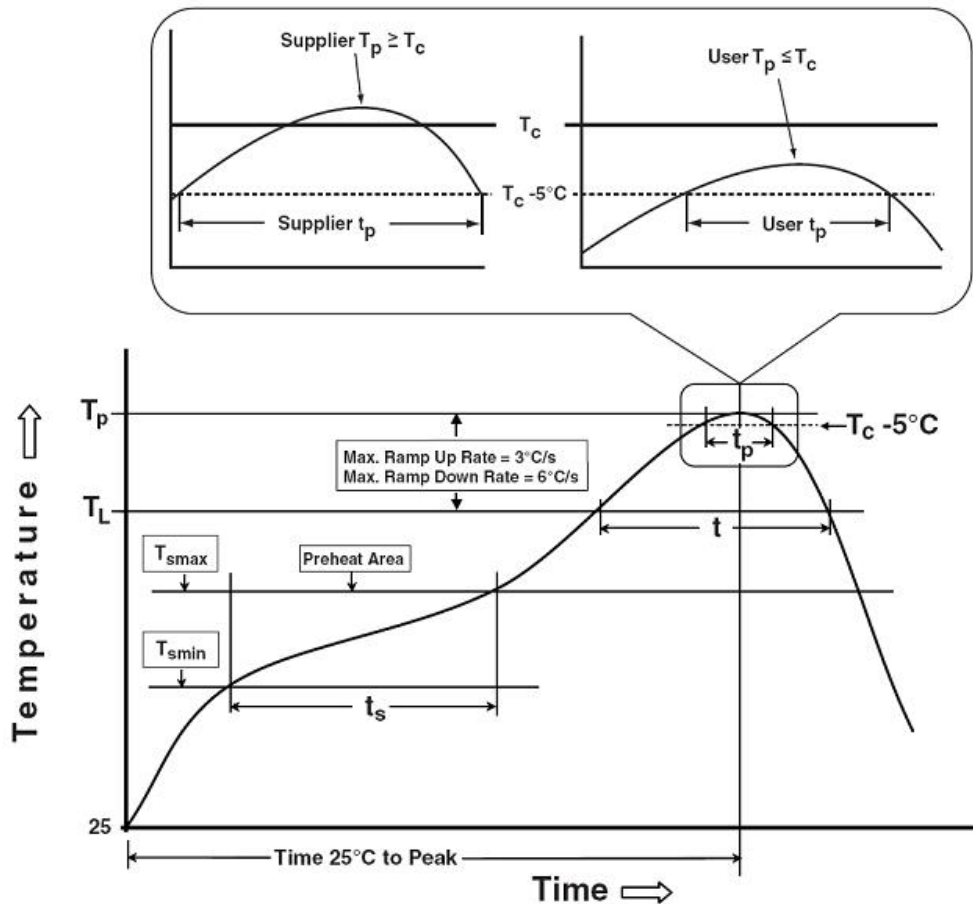 Supplier Tp ≥ Tc
User Tp ≤ Tc
Tc
Tc -5°C
Supplier tp
User tp
Tp
Tc -5°C
tp
Max. Ramp Up Rate = 3°C/s
Max. Ramp Down Rate = 6°C/s
TL
t
Tsmax
Preheat Area
Tsmin
ts
Temperature
25
Time 25°C to Peak
Time